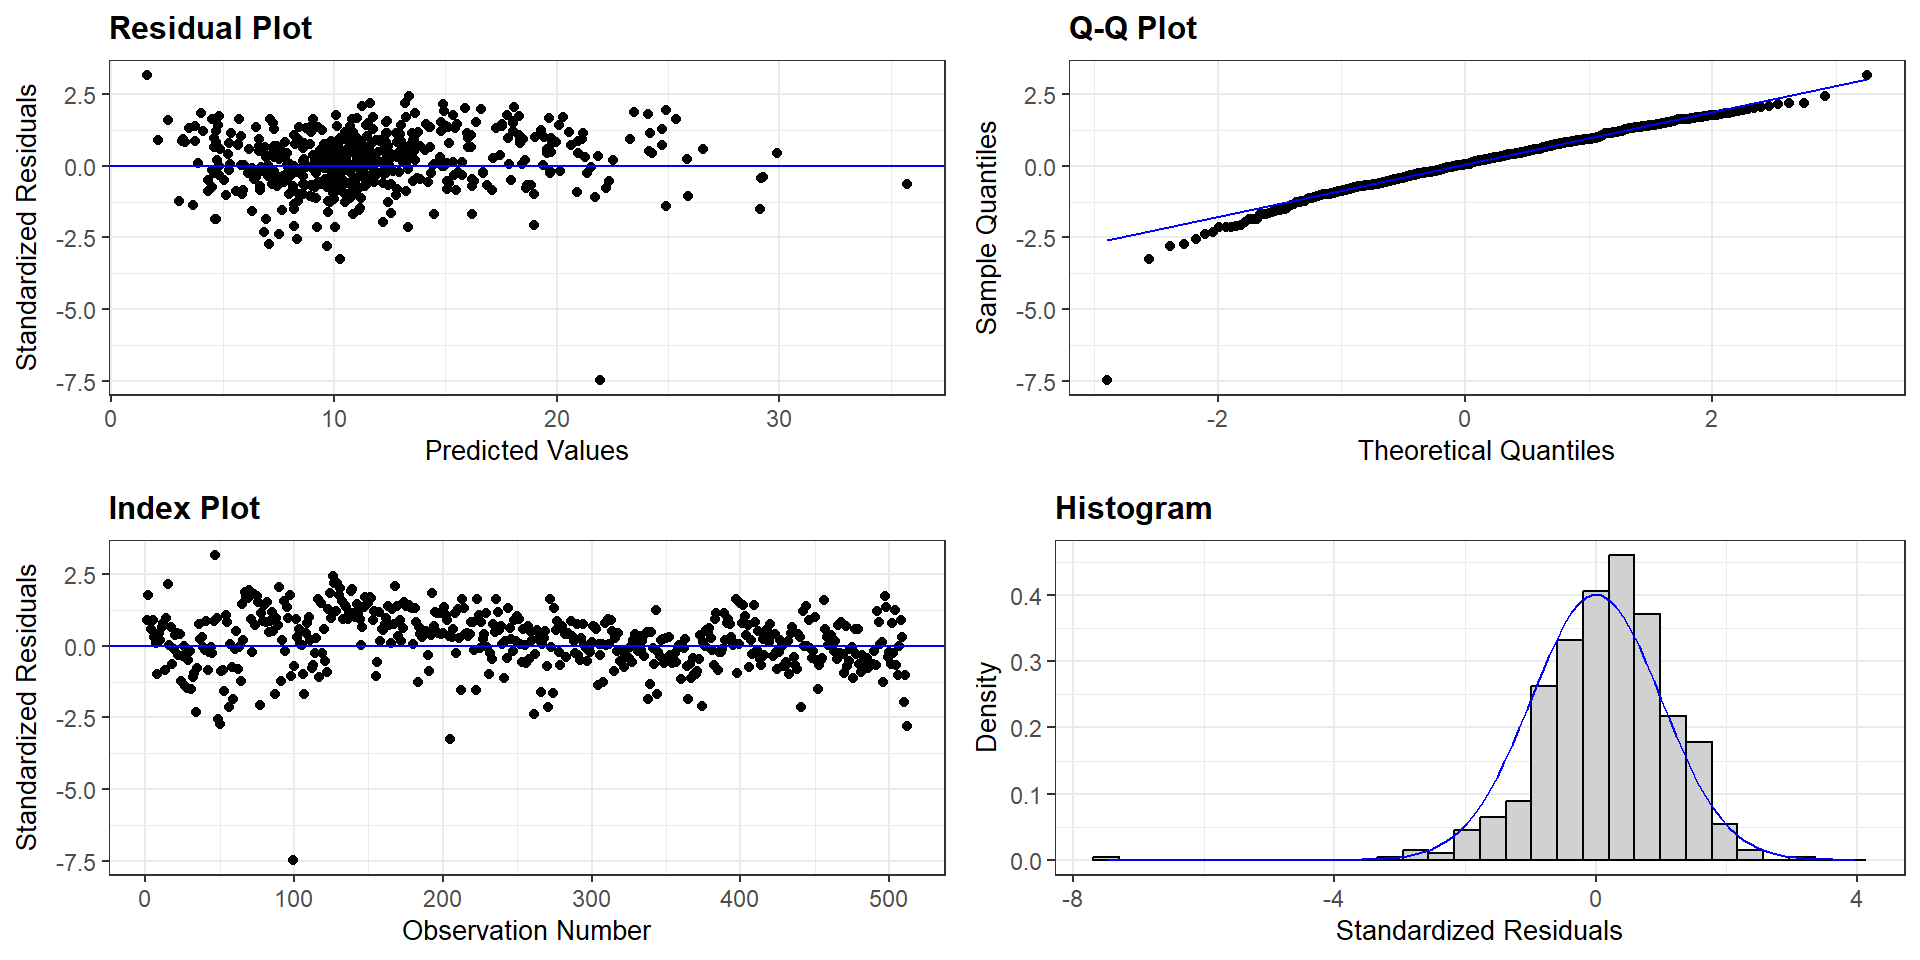 Residual Plot
2.5
0.0
-2.5
-5.0
-7.5
Standardized Residuals
0 10 20 30
Predicted Values
Q-Q Plot
2.5
0.0
-2.5
-5.0
-7.5
Sample Quantiles
-2 0 2
Theoretical Quantiles
Index Plot
2.5
0.0
-2.5
-5.0
-7.5
Standardized Residuals
0 100 200 300 400 500
Observation Number
Histogram
0.4
0.3
0.2
0.1
0.0
Density
-8 -4 0 4
Standardized Residuals